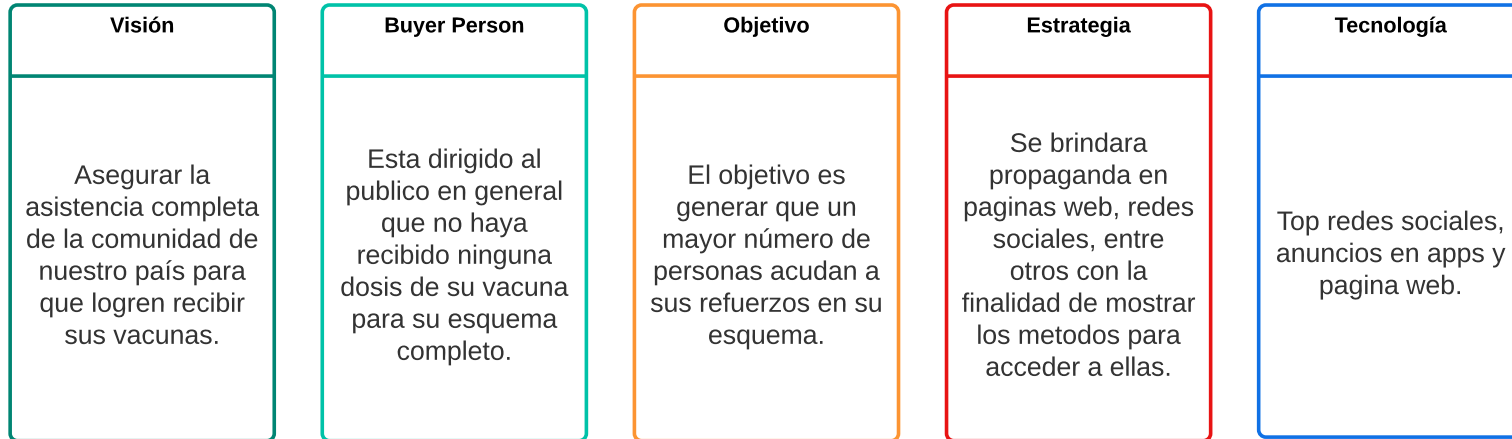 Visión
Asegurar la
asistencia completa
de la comunidad de
nuestro país para
que logren recibir
sus vacunas.
Buyer Person
Esta dirigido al
publico en general
que no haya
recibido ninguna
dosis de su vacuna
para su esquema
completo.
Objetivo
El objetivo es
generar que un
mayor número de
personas acudan a
sus refuerzos en su
esquema.
Estrategia
Se brindara
propaganda en
paginas web, redes
sociales, entre
otros con la
finalidad de mostrar
los metodos para
acceder a ellas.
Tecnología
Top redes sociales,
anuncios en apps y
pagina web.